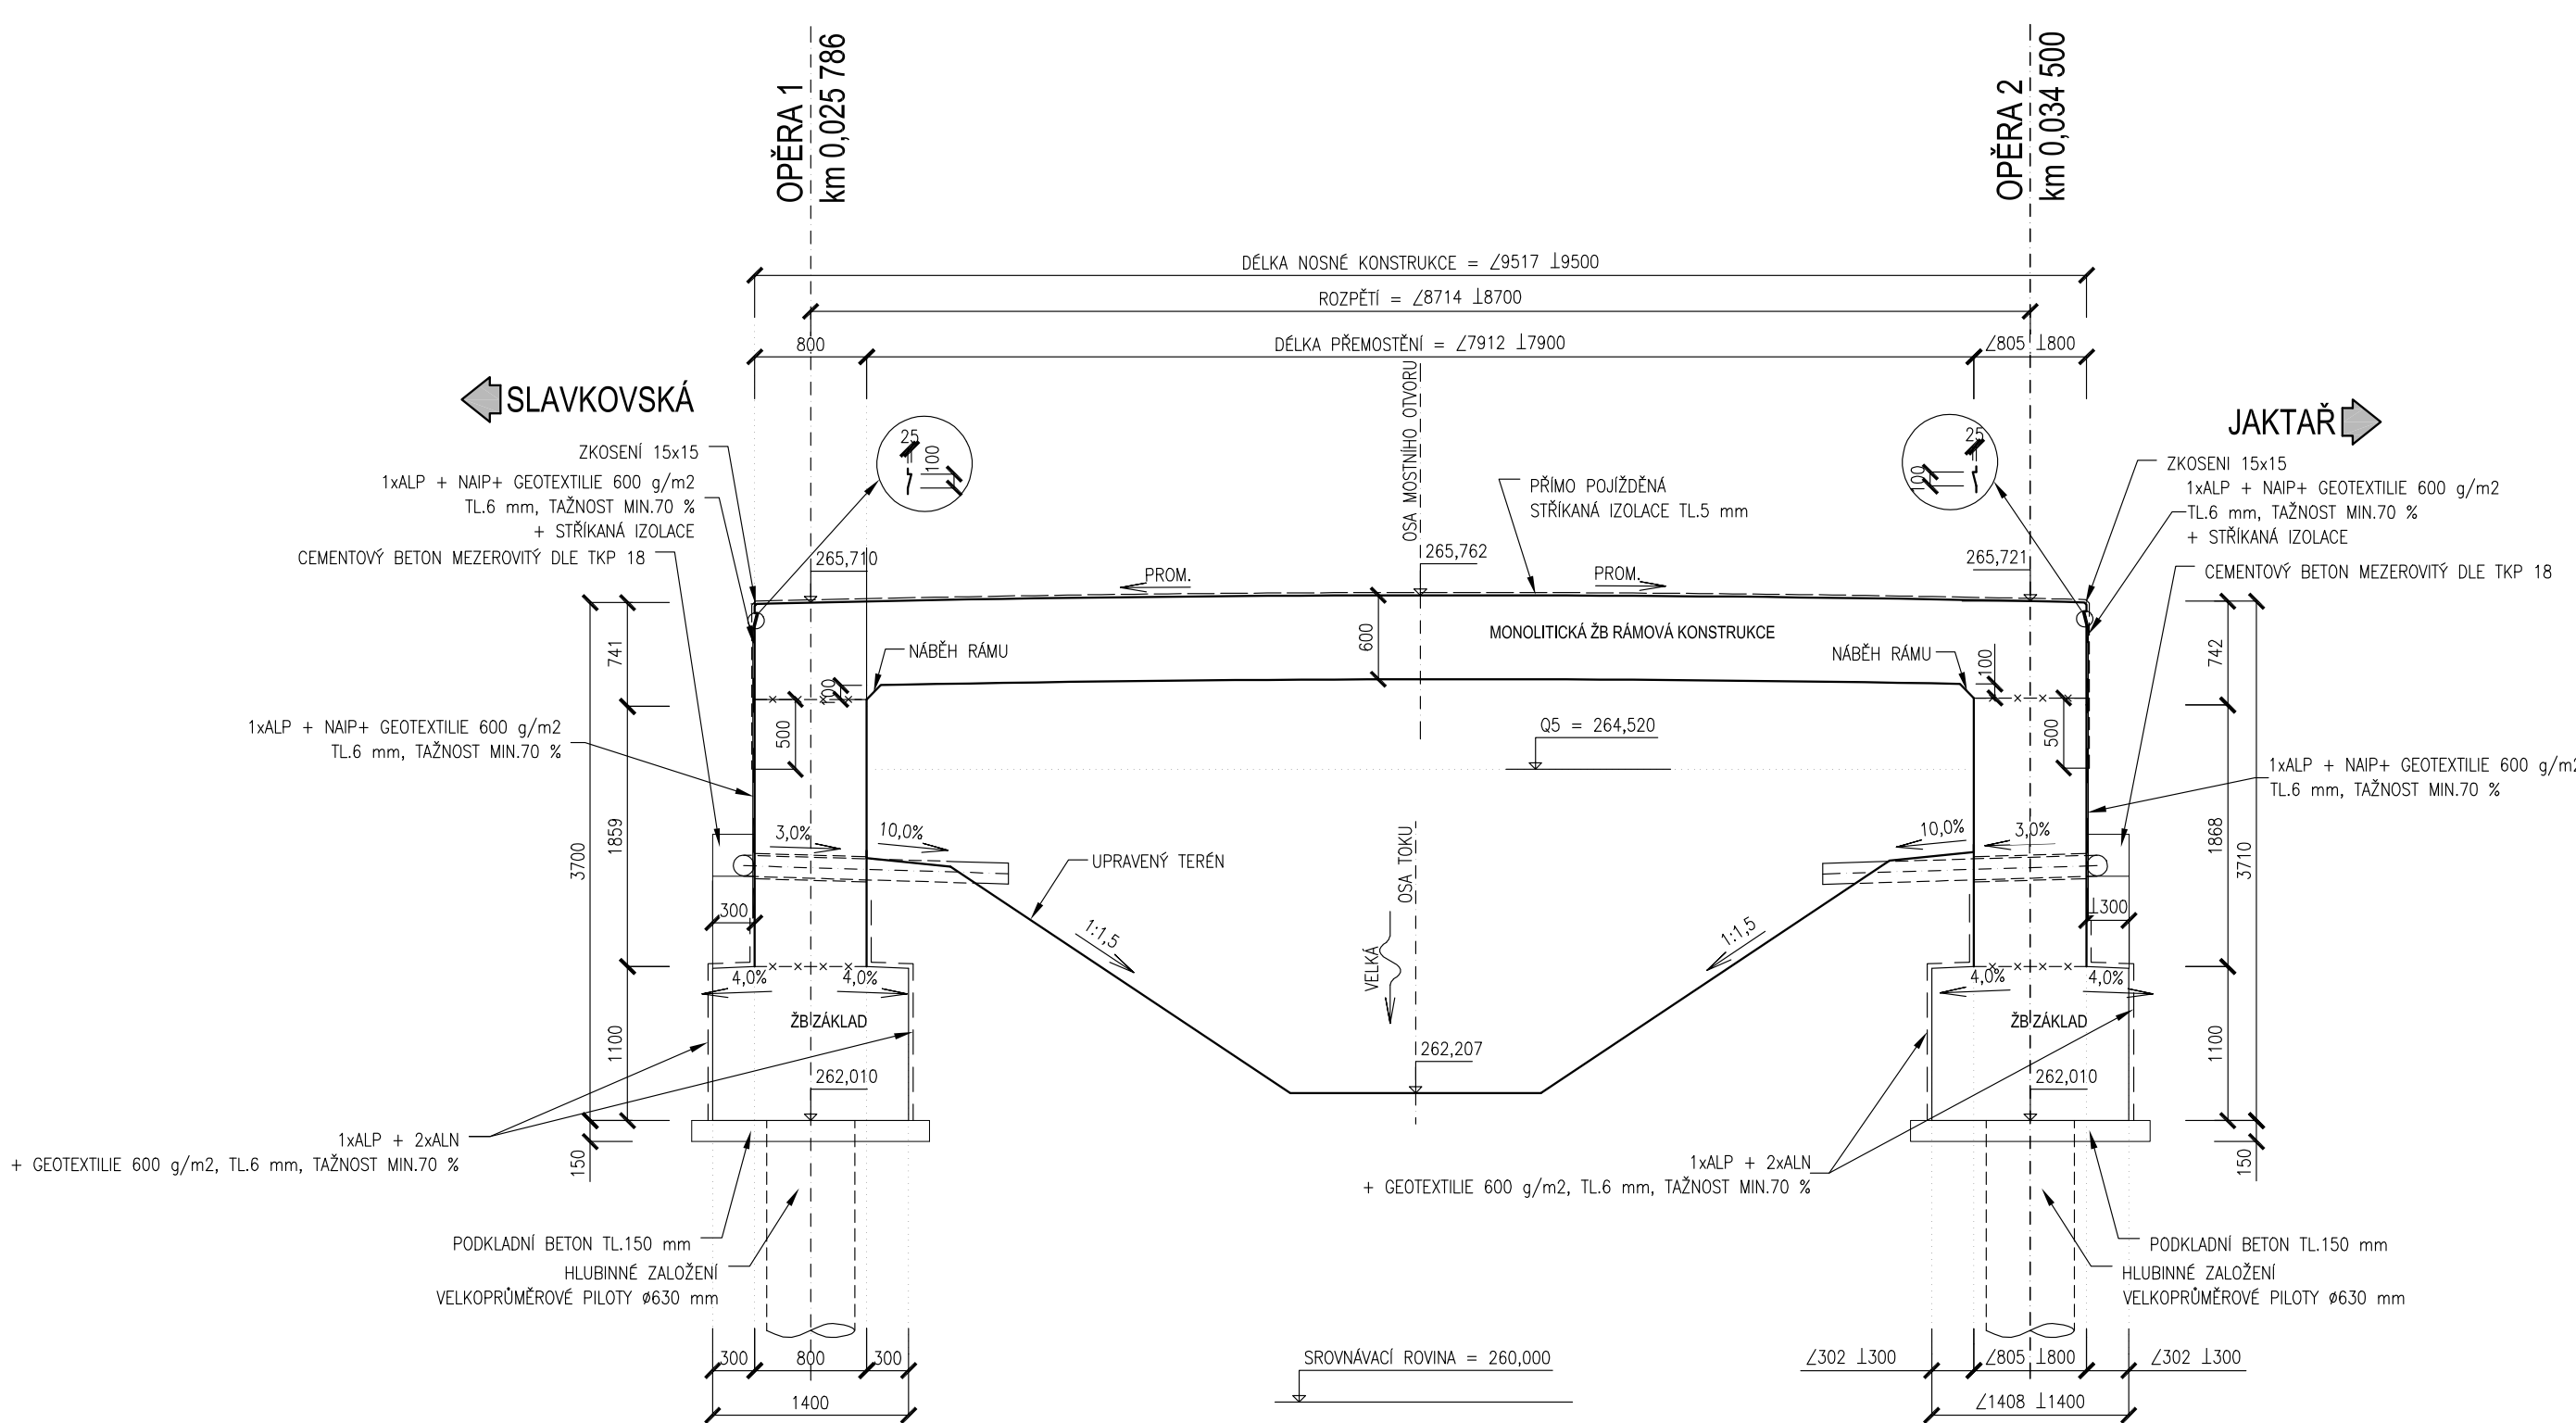 OPĚRA 1
km 0,025 786
OPĚRA 2
km 0,034 500
DÉLKA NOSNÉ KONSTRUKCE = ∠9517 ⊥9500
ROZPĚTÍ = ∠8714 ⊥8700
800
DÉLKA PŘEMOSTĚNÍ = ∠7912 ⊥7900
∠805 ⊥800
SLAVKOVSKÁ
JAKTAŘ
OSA MOSTNÍHO OTVORU
25
100
25
100
ZKOSENÍ 15x15
1xALP + NAIP+ GEOTEXTILIE 600 g/m2
TL.6 mm, TAŽNOST MIN.70 %
+ STŘÍKANÁ IZOLACE
CEMENTOVÝ BETON MEZEROVITÝ DLE TKP 18
PŘÍMO POJÍŽDĚNÁ
STŘÍKANÁ IZOLACE TL.5 mm
ZKOSENI 15x15
1xALP + NAIP+ GEOTEXTILIE 600 g/m2
TL.6 mm, TAŽNOST MIN.70 %
+ STŘÍKANÁ IZOLACE
CEMENTOVÝ BETON MEZEROVITÝ DLE TKP 18
265,710
265,762
265,721
PROM.
PROM.
741
600
MONOLITICKÁ ŽB RÁMOVÁ KONSTRUKCE
742
NÁBĚH RÁMU
NÁBĚH RÁMU
100
100
500
500
1xALP + NAIP+ GEOTEXTILIE 600 g/m2
TL.6 mm, TAŽNOST MIN.70 %
Q5 = 264,520
1xALP + NAIP+ GEOTEXTILIE 600 g/m2
TL.6 mm, TAŽNOST MIN.70 %
3700
1859
3,0%
10,0%
UPRAVENÝ TERÉN
OSA TOKU
10,0%
3,0%
1868
3710
300
1:1,5
VELKÁ
1:1,5
⊥300
4,0%
4,0%
4,0%
4,0%
ŽB ZÁKLAD
ŽB ZÁKLAD
1100
1100
262,010
262,207
262,010
1xALP + 2xALN
+ GEOTEXTILIE 600 g/m2, TL.6 mm, TAŽNOST MIN.70 %
150
1xALP + 2xALN
+ GEOTEXTILIE 600 g/m2, TL.6 mm, TAŽNOST MIN.70 %
150
PODKLADNÍ BETON TL.150 mm
HLUBINNÉ ZALOŽENÍ
VELKOPRŮMĚROVÉ PILOTY ø630 mm
PODKLADNÍ BETON TL.150 mm
HLUBINNÉ ZALOŽENÍ
VELKOPRŮMĚROVÉ PILOTY ø630 mm
300
800
300
1400
SROVNÁVACÍ ROVINA = 260,000
∠302 ⊥300
∠805 ⊥800
∠302 ⊥300
∠1408 ⊥1400